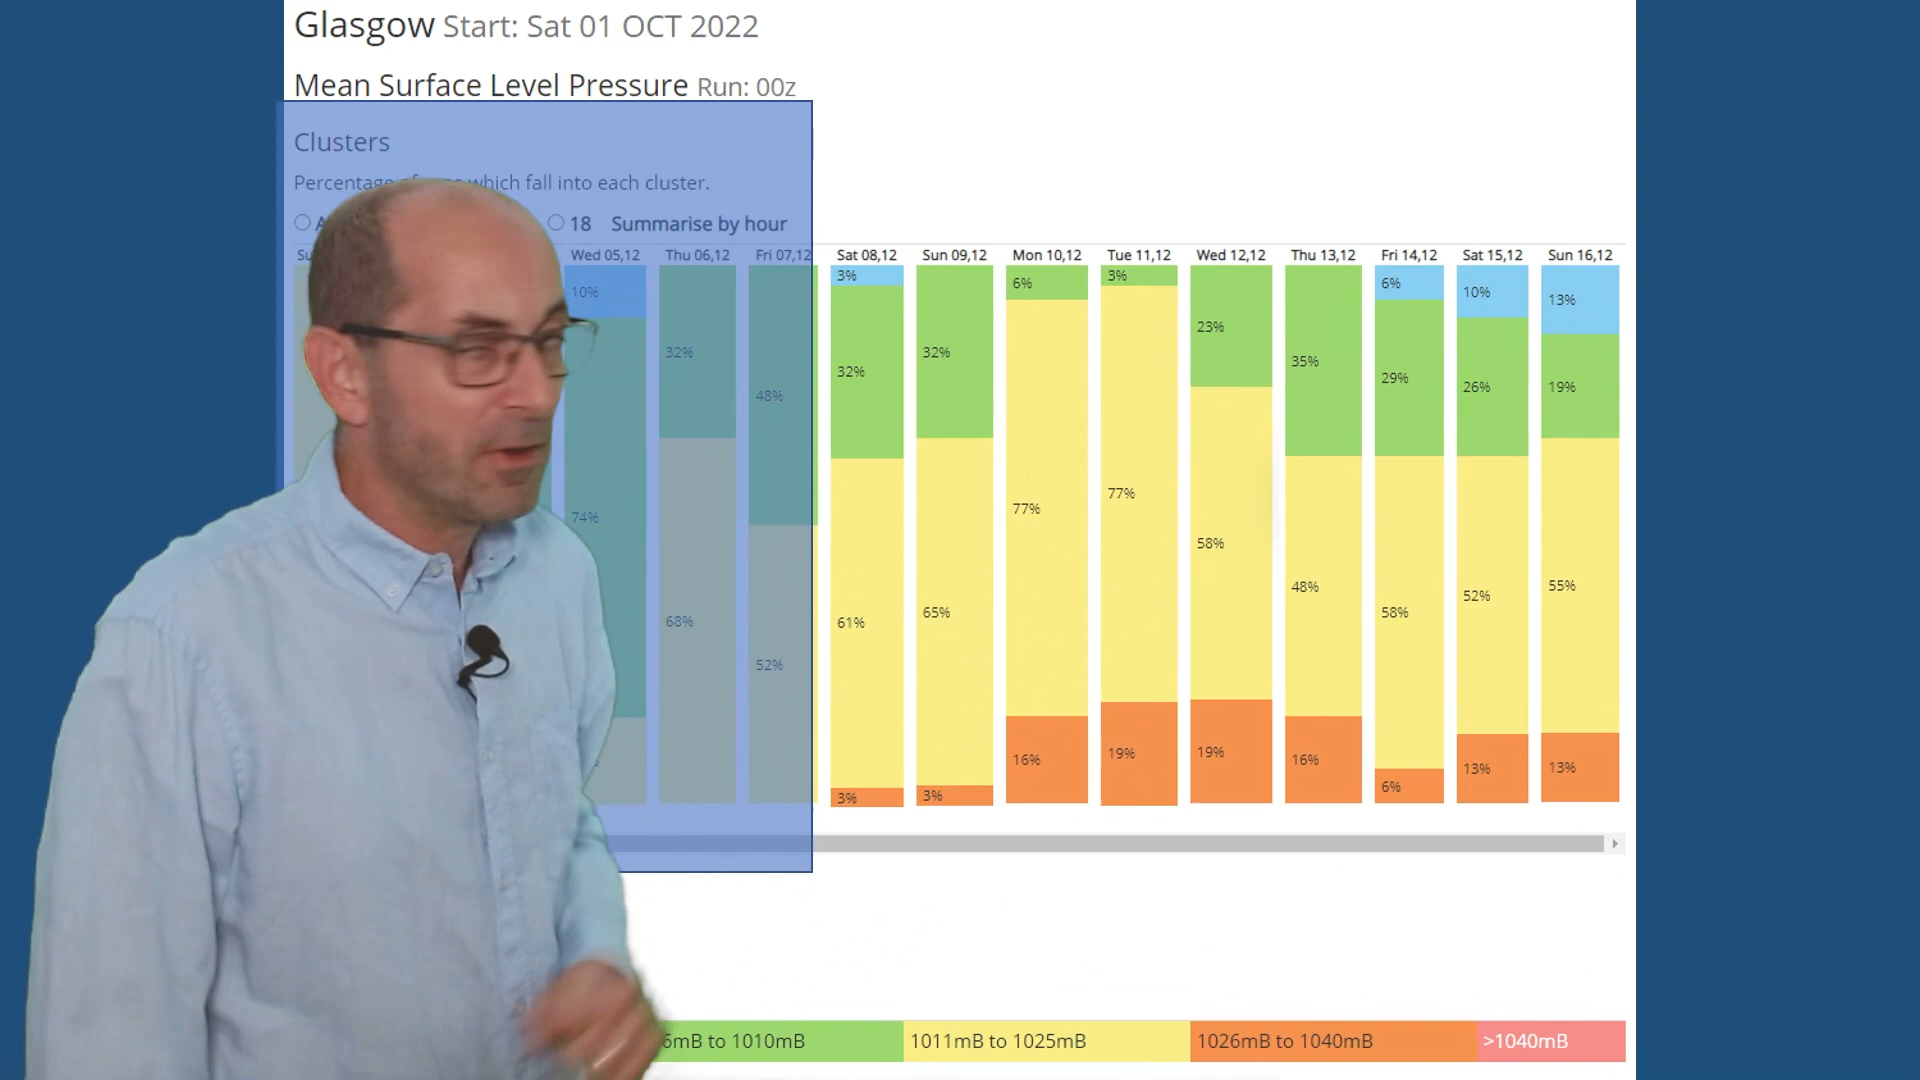 Glasgow Start: Sat 01 OCT 2022
Mean Surface Level Pressure Run: 00z
Clusters
Percentage which fall into each cluster.
18 Summarise by hour
Wed 05,12 Thu 06,12 Fri 07,12 Sat 08,12 Sun 09,12 Mon 10,12 Tue 11,12 Wed 12,12 Thu 13,12 Fri 14,12 Sat 15,12 Sun 16,12
10% 3% 6% 3% 6% 10% 13%
32% 48% 32% 32% 23% 35% 29% 26% 19%
74% 77% 77% 58%
68% 52% 61% 65% 48% 58% 52% 55%
3% 3% 16% 19% 19% 16% 6% 13% 13%
6mB to 1010mB 1011mB to 1025mB 1026mB to 1040mB >1040mB